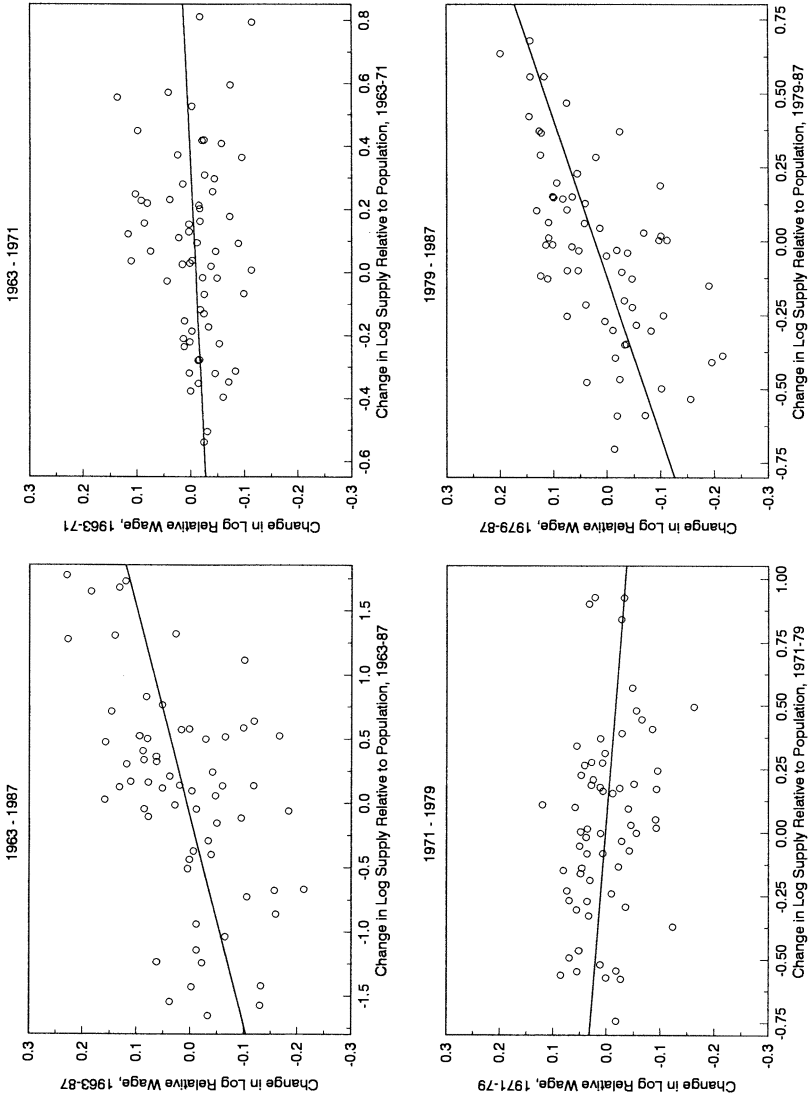 1963 - 1987
Change in Log Relative Wage, 1963-87
0.3
0.2
0.1
0.0
-0.1
-0.2
-0.3
-1.5 -1.0 -0.5 0.0 0.5 1.0 1.5
Change in Log Supply Relative to Population, 1963-87
1963 - 1971
Change in Log Relative Wage, 1963-71
0.3
0.2
0.1
0.0
-0.1
-0.2
-0.3
-0.6 -0.4 -0.2 0.0 0.2 0.4 0.6 0.8
Change in Log Supply Relative to Population, 1963-71
1971 - 1979
Change in Log Relative Wage, 1971-79
0.3
0.2
0.1
0.0
-0.1
-0.2
-0.3
-0.75 -0.50 -0.25 0.00 0.25 0.50 0.75 1.00
Change in Log Supply Relative to Population, 1971-79
1979 - 1987
Change in Log Relative Wage, 1979-87
0.3
0.2
0.1
0.0
-0.1
-0.2
-0.3
-0.75 -0.50 -0.25 0.00 0.25 0.50 0.75
Change in Log Supply Relative to Population, 1979-87